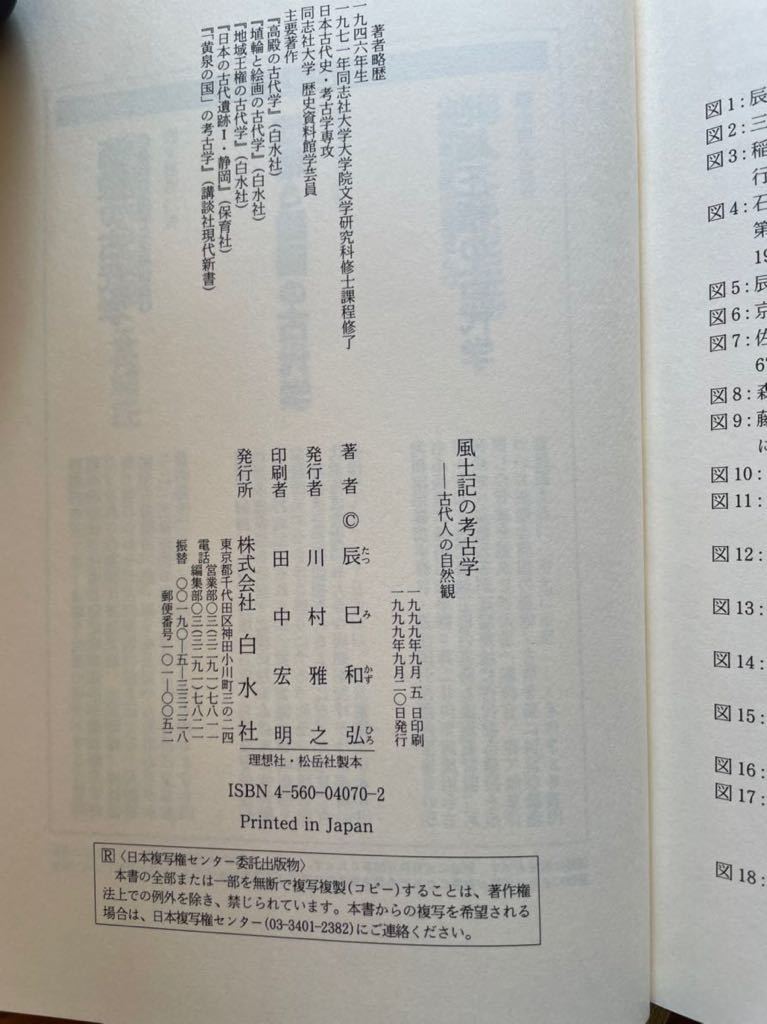 著者略歴
一九四六年生
一九七一年同志社大学大学院文学研究科修士課程修了
日本古代史・考古学専攻
同志社大学 歴史資料館学芸員
主要著作
『高殿の古代学』(白水社)
『埴輪と絵画の古代学』(白水社)
『地域王権の古代学』(白水社)
『日本の古代遺跡Ⅰ・静岡』(保育社)
『「黄泉の国」の考古学』(講談社現代新書)
風土記の考古学
——古代人の自然観
一九九九年九月 五 日印刷
一九九九年九月二〇日発行
著者 © 辰巳和弘
たつ み かず ひろ
発行者 川村雅之
印刷者 田中宏明
発行所 株式会社 白水社
東京都千代田区神田小川町三の二四
電話 営業部〇三(三二九一)七八一一
編集部〇三(三二九一)七八二一
振替 〇〇一九〇-五-三三二二八
郵便番号一〇一-〇〇五二
理想社・松岳社製本
ISBN 4-560-04070-2
Printed in Japan
R〈日本複写権センター委託出版物〉
本書の全部または一部を無断で複写複製(コピー)することは、著作権
法上での例外を除き、禁じられています。本書からの複写を希望される
場合は、日本複写権センター(03-3401-2382)にご連絡ください。
図1:辰
図2:三
図3:稲
行
図4:石
第
19
図5:辰
図6:京
図7:佐
67
図8:森
図9:藤
に
図10:
図11:
図12:
図13:
図14:
図15:
図16:
図17:
図18: